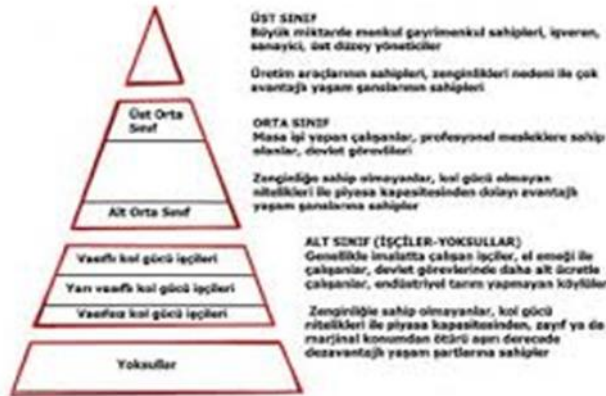 ÜST SINIF
Büyük miktarde menkul gayrimenkul sahipleri, işveren,
sanayici, üst düzey yöneticiler
Üretim araçlarının sahipleri, zenginlikleri nedeni ile çok
avantajlı yaşam şanslarının sahipleri
Üst Orta
Sınıf
Alt Orta Sınıf
ORTA SINIF
Masa işi yapan çalışanlar, profesyonel mesleklere sahip
olanlar, devlet görevlileri
Zenginliğe sahip olmayanlar, kol gücü olmayan
nitelikleri ile piyasa kapasitesinden dolayı avantajlı
yaşam şanslarına sahipler
Vasıflı kol gücü işçileri
Yarı vasıflı kol gücü işçileri
Vasıfsız kol gücü işçileri
Yoksullar
ALT SINIF (İŞÇİLER-YOKSULLAR)
Genellikle imalatta çalışan işçiler, el emeği ile
çalışanlar, devlet görevlerinde daha alt ücretle
çalışanlar, endüstriyel tarım yapmayan köylüler
Zenginliğe sahip olmayanlar, kol gücü
nitelikleri ile piyasa kapasitesinden, zayıf ya da
marjinal konumdan ötürü aşırı derecede
dezavantajlı yaşam şartlarına sahipler